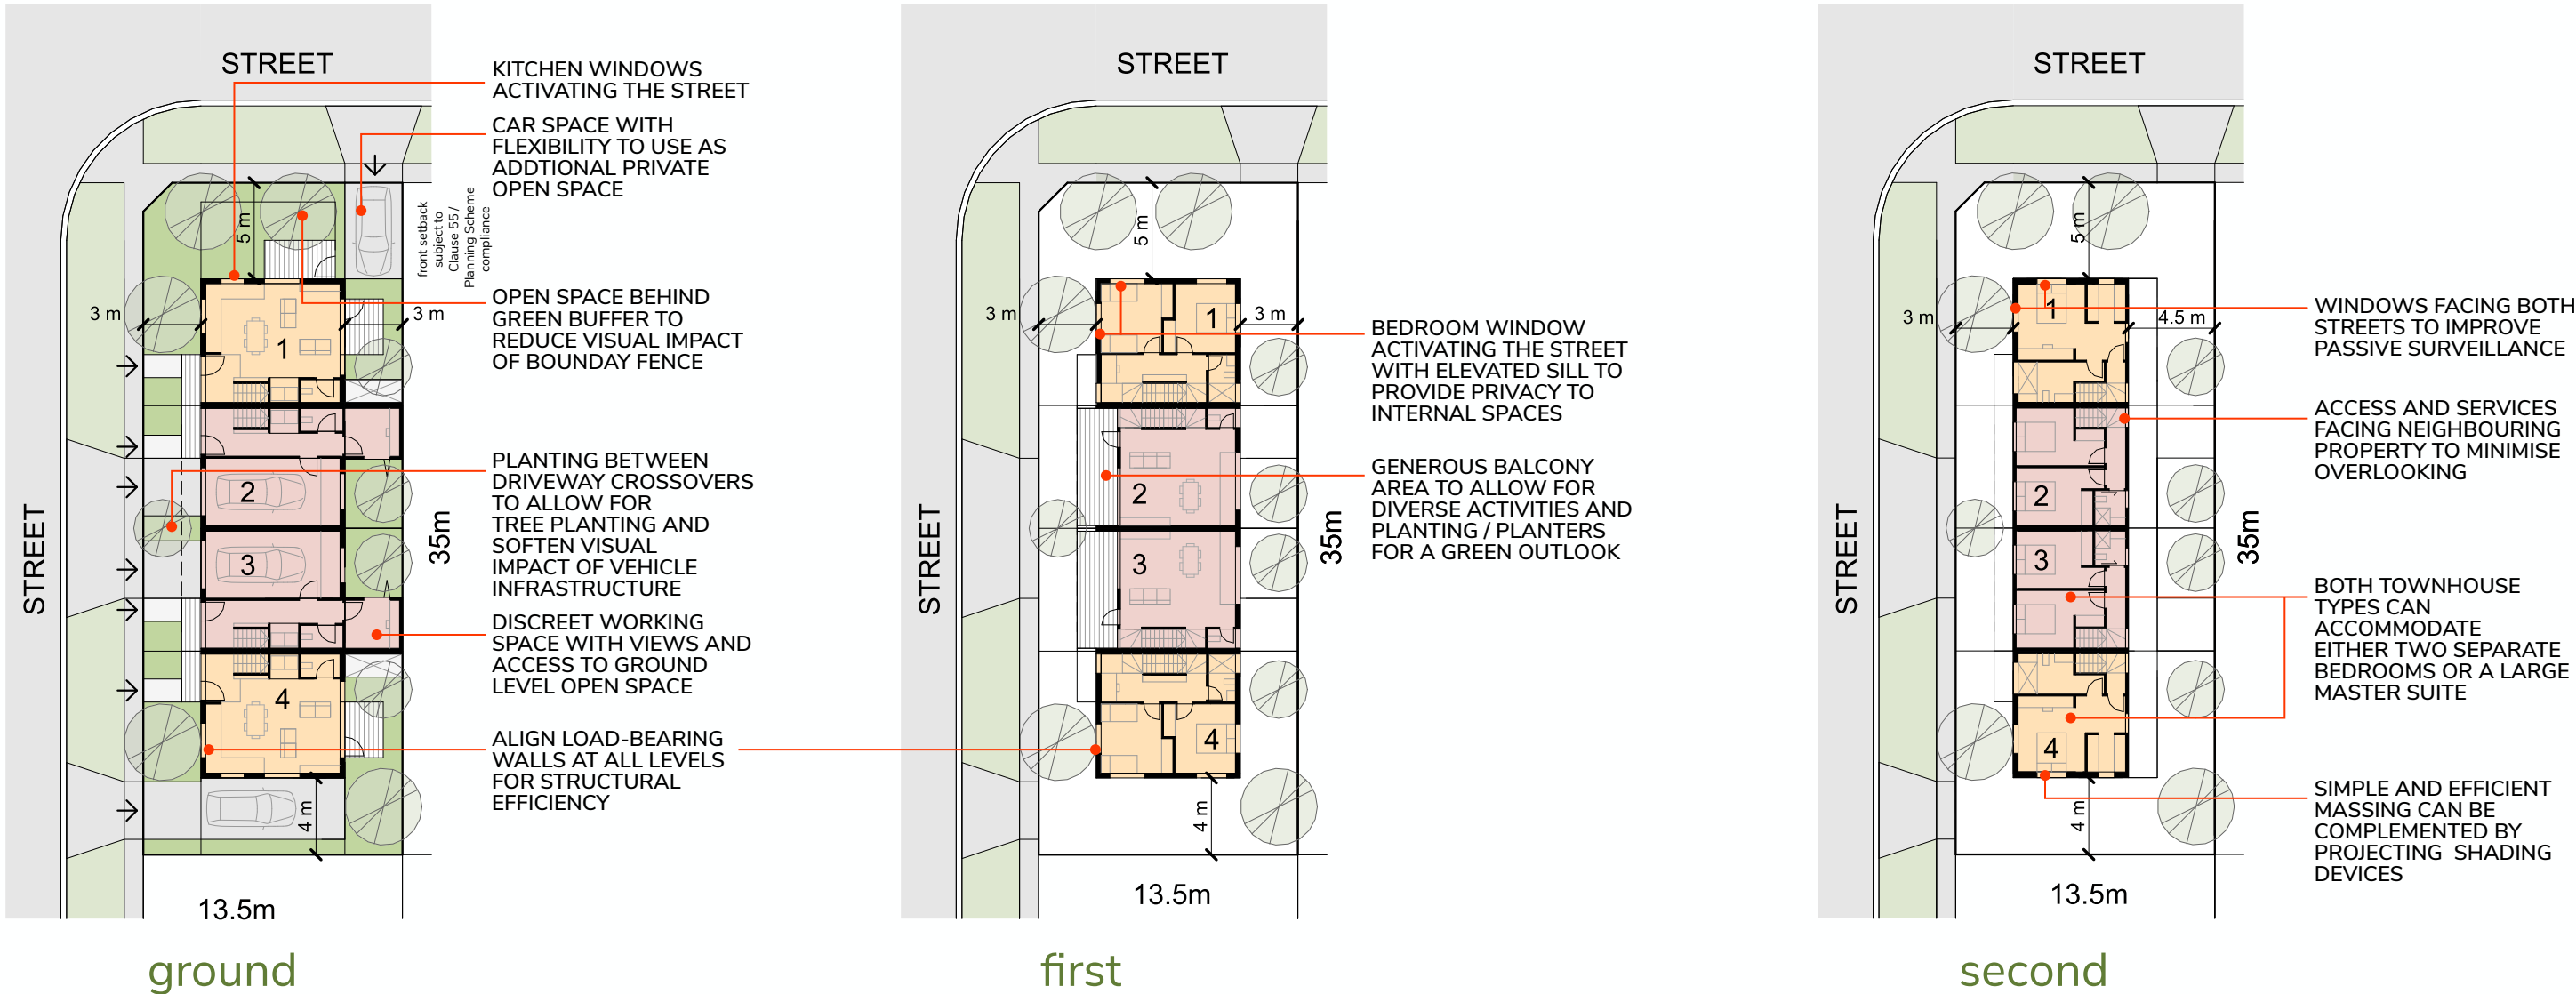 STREET
KITCHEN WINDOWS
ACTIVATING THE STREET
CAR SPACE WITH
FLEXIBILITY TO USE AS
ADDTIONAL PRIVATE
OPEN SPACE
front setback
subject to
Clause 55 /
Planning Scheme
compliance
5 m
3 m
3 m
OPEN SPACE BEHIND
GREEN BUFFER TO
REDUCE VISUAL IMPACT
OF BOUNDAY FENCE
1
PLANTING BETWEEN
DRIVEWAY CROSSOVERS
TO ALLOW FOR
TREE PLANTING AND
SOFTEN VISUAL
IMPACT OF VEHICLE
INFRASTRUCTURE
2
STREET
35m
3
DISCREET WORKING
SPACE WITH VIEWS AND
ACCESS TO GROUND
LEVEL OPEN SPACE
4
ALIGN LOAD-BEARING
WALLS AT ALL LEVELS
FOR STRUCTURAL
EFFICIENCY
4 m
13.5m
ground
STREET
5 m
3 m
3 m
1
BEDROOM WINDOW
ACTIVATING THE STREET
WITH ELEVATED SILL TO
PROVIDE PRIVACY TO
INTERNAL SPACES
GENEROUS BALCONY
AREA TO ALLOW FOR
DIVERSE ACTIVITIES AND
PLANTING / PLANTERS
FOR A GREEN OUTLOOK
2
STREET
35m
3
4
4 m
13.5m
first
STREET
5 m
3 m
4.5 m
1
WINDOWS FACING BOTH
STREETS TO IMPROVE
PASSIVE SURVEILLANCE
ACCESS AND SERVICES
FACING NEIGHBOURING
PROPERTY TO MINIMISE
OVERLOOKING
2
STREET
35m
3
BOTH TOWNHOUSE
TYPES CAN
ACCOMMODATE
EITHER TWO SEPARATE
BEDROOMS OR A LARGE
MASTER SUITE
4
SIMPLE AND EFFICIENT
MASSING CAN BE
COMPLEMENTED BY
PROJECTING SHADING
DEVICES
4 m
13.5m
second